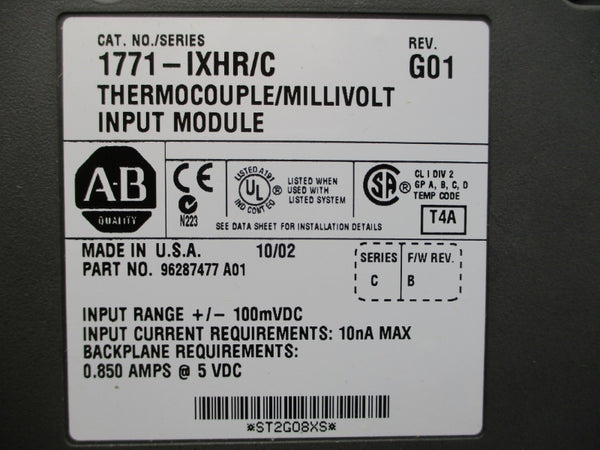 CAT. NO./SERIES
REV.
1771-IXHR/C
G01
THERMOCOUPLE/MILLIVOLT
INPUT MODULE
A-B
QUALITY
CE
N223
LISTED A191
UL
®
IND CONT EQ
LISTED WHEN
USED WITH
LISTED SYSTEM
SA
®
CL I DIV 2
GP A, B, C, D
TEMP CODE
T4A
SEE DATA SHEET FOR INSTALLATION DETAILS
MADE IN U.S.A. 10/02
PART NO. 96287477 A01
SERIES F/W REV.
C B
INPUT RANGE +/- 100mVDC
INPUT CURRENT REQUIREMENTS: 10nA MAX
BACKPLANE REQUIREMENTS:
0.850 AMPS @ 5 VDC
*ST2G08XS*